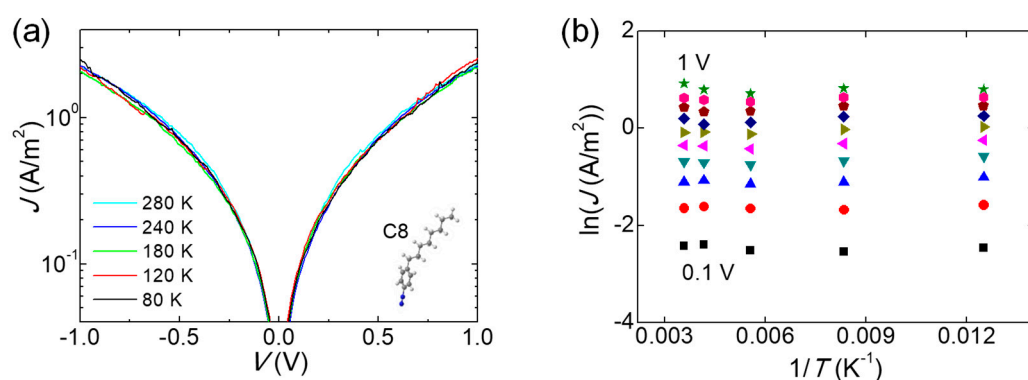 (a)
J (A/m²)
10⁰
10⁻¹
280 K
240 K
180 K
120 K
80 K
C8
-1.0 -0.5 0.0 0.5 1.0
V (V)
(b)
ln(J (A/m²)
2
0
-2
-4
1 V
0.1 V
0.003 0.006 0.009 0.012
1/T (K⁻¹)